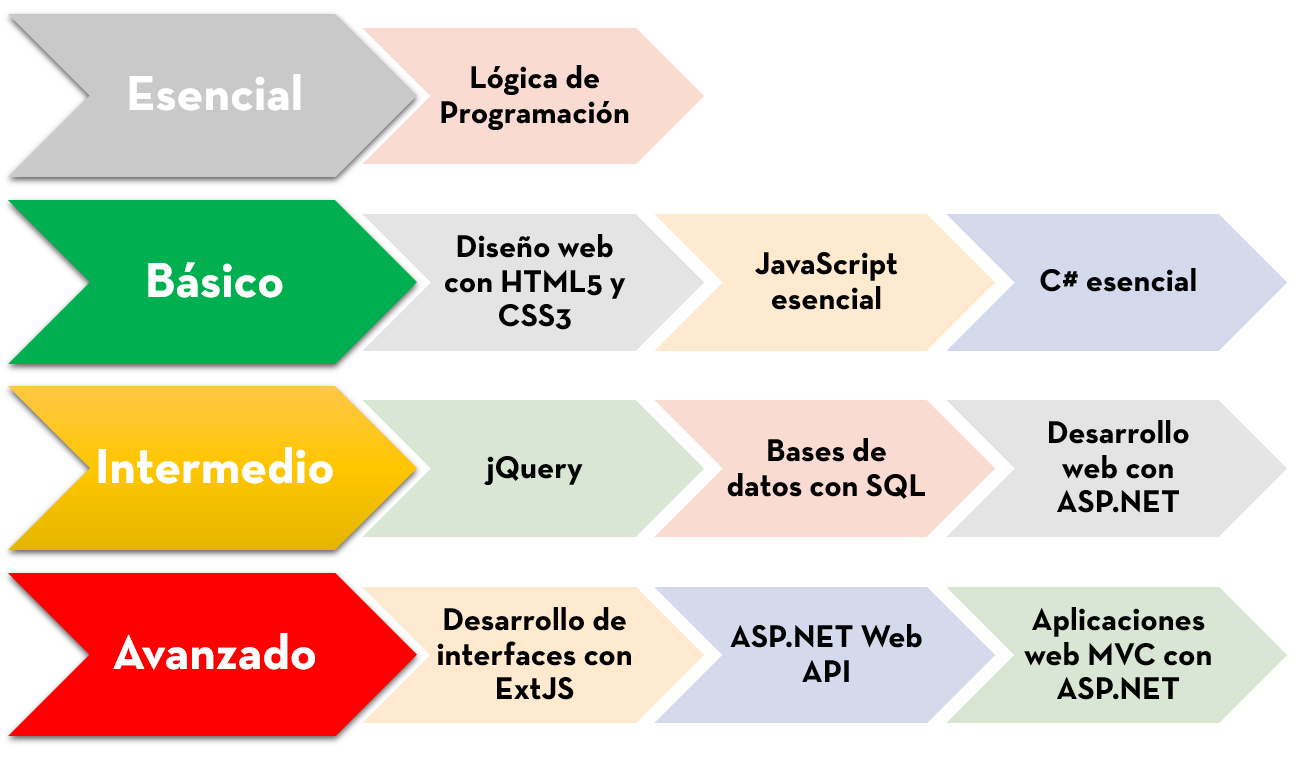 Esencial
Lógica de
Programación
Básico
Diseño web
con HTML5 y
CSS3
JavaScript
esencial
C# esencial
Intermedio
jQuery
Bases de
datos con SQL
Desarrollo
web con
ASP.NET
Avanzado
Desarrollo de
interfaces con
ExtJS
ASP.NET Web
API
Aplicaciones
web MVC con
ASP.NET